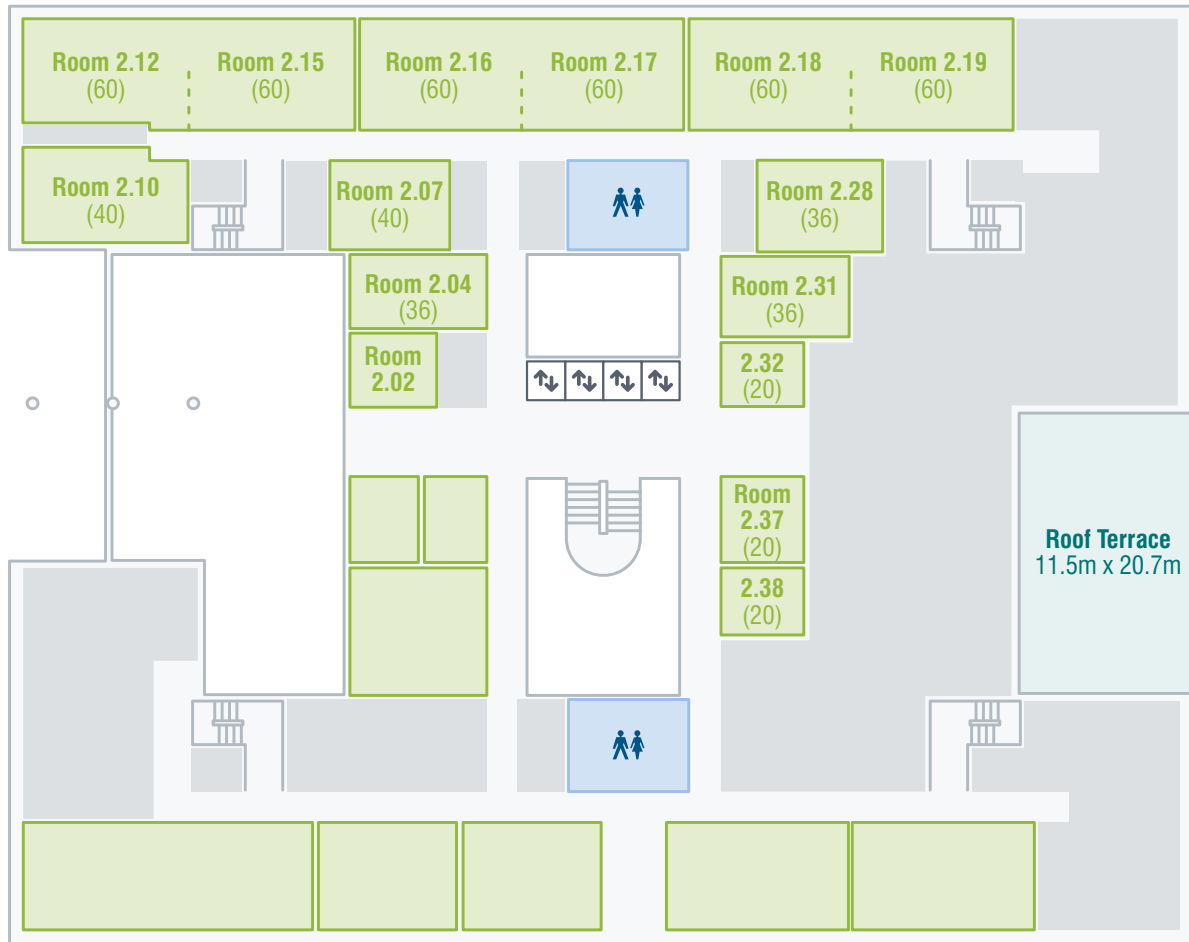 Room 2.12
(60)
Room 2.15
(60)
Room 2.16
(60)
Room 2.17
(60)
Room 2.18
(60)
Room 2.19
(60)
Room 2.10
(40)
Room 2.07
(40)
Room 2.28
(36)
Room 2.04
(36)
Room 2.31
(36)
Room
2.02
2.32
(20)
Room
2.37
(20)
2.38
(20)
Roof Terrace
11.5m x 20.7m